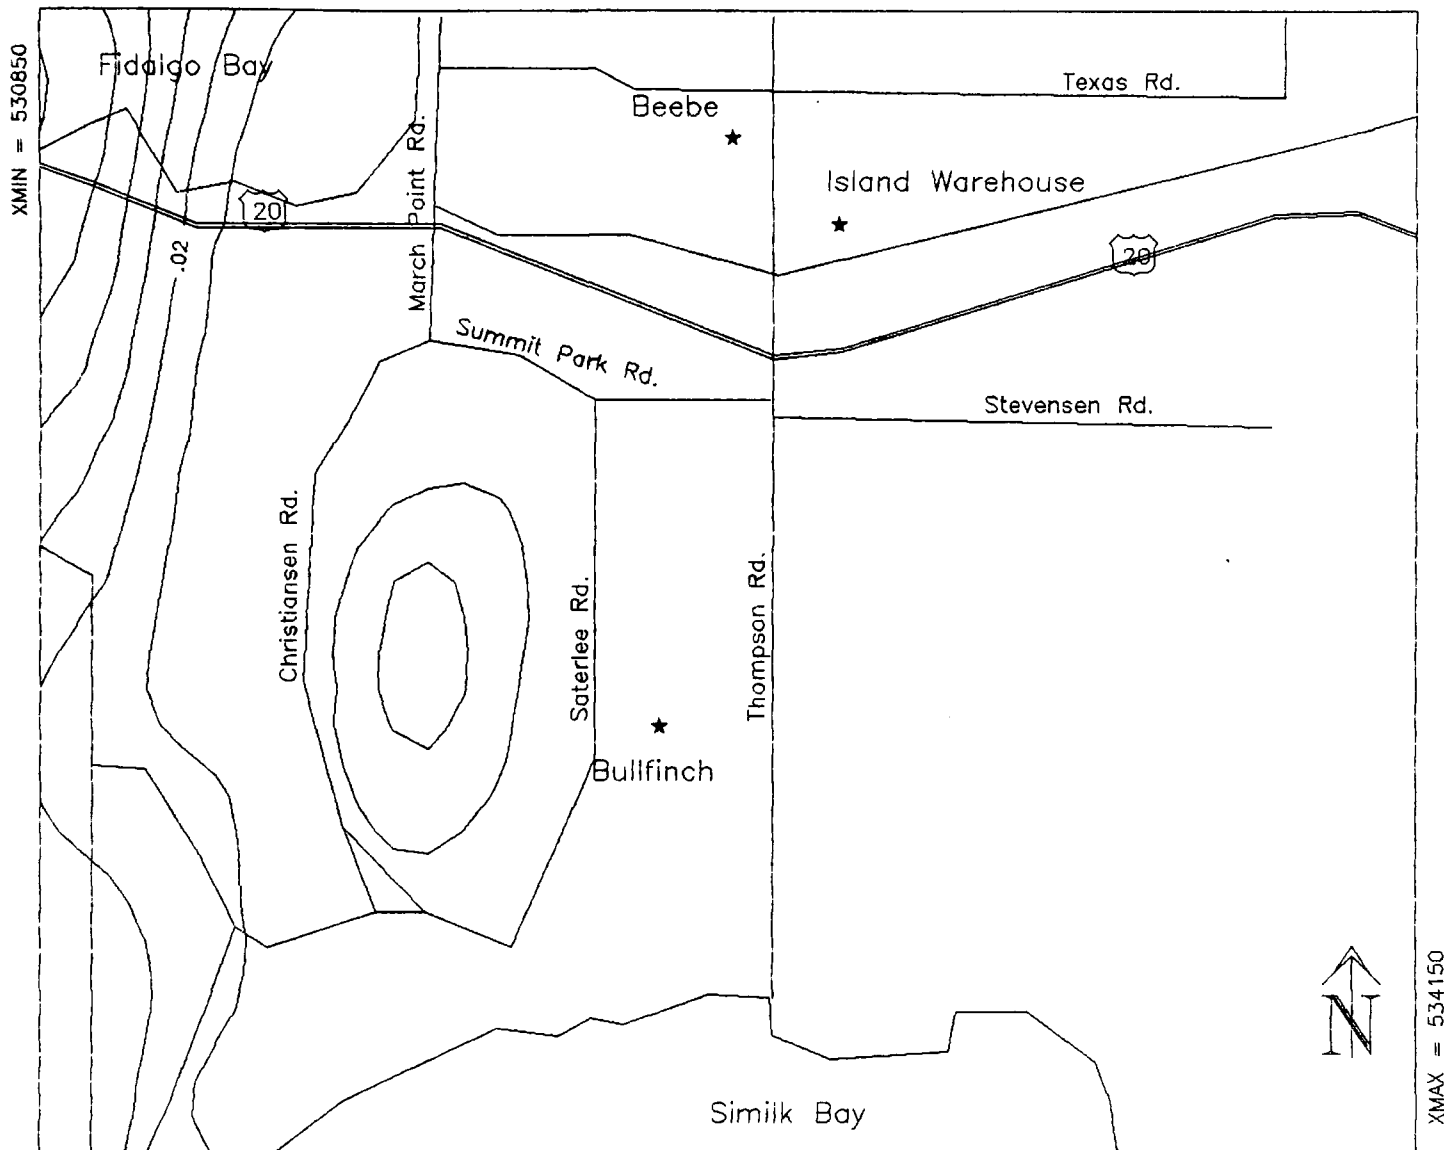 XMIN = 530850
Fidalgo Bay
Texas Rd.
Beebe
March Point Rd.
Island Warehouse
20
20
.02
Summit Park Rd.
Stevensen Rd.
Christiansen Rd.
Saterlee Rd.
Thompson Rd.
Bullfinch
N
XMAX = 534150
Similk Bay